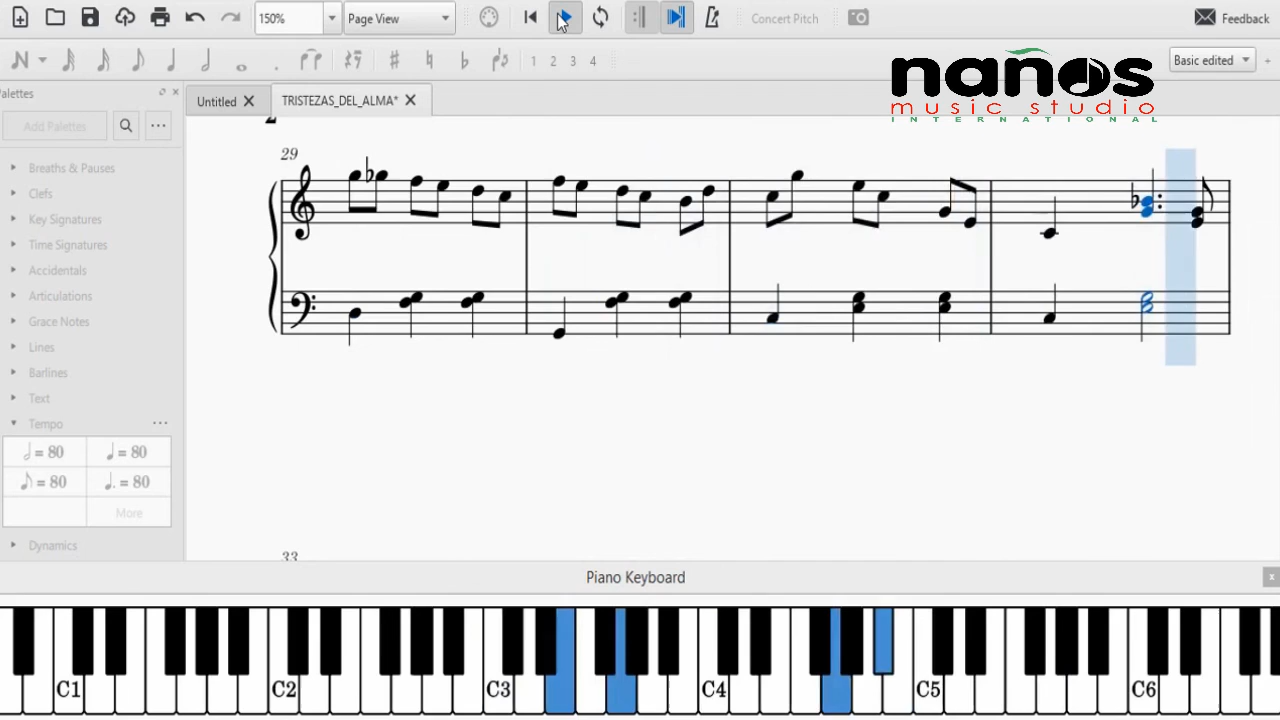 150%
Page View
Concert Pitch
Feedback
1 2 3 4
Basic edited
nanos
music studio
INTERNATIONAL
Palettes
Untitled
TRISTEZAS_DEL_ALMA*
Add Palettes
Breaths & Pauses
Clefs
Key Signatures
Time Signatures
Accidentals
Articulations
Grace Notes
Lines
Barlines
Text
Tempo
= 80
= 80
= 80
= 80
More
Dynamics
2
29
33
Piano Keyboard
C1 C2 C3 C4 C5 C6